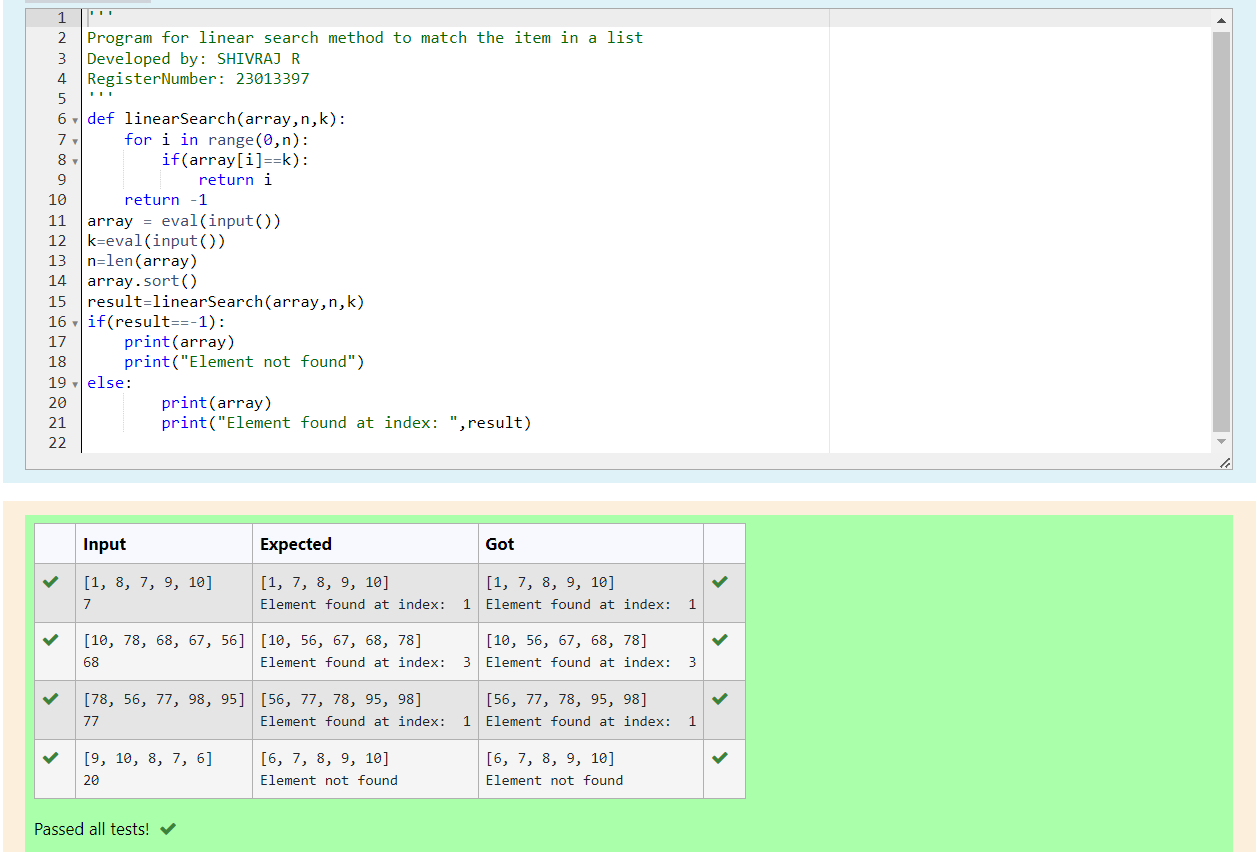 1 '''
2 Program for linear search method to match the item in a list
3 Developed by: SHIVRAJ R
4 RegisterNumber: 23013397
5 '''
6 def linearSearch(array,n,k):
7     for i in range(0,n):
8         if(array[i]==k):
9             return i
10     return -1
11 array = eval(input())
12 k=eval(input())
13 n=len(array)
14 array.sort()
15 result=linearSearch(array,n,k)
16 if(result==-1):
17     print(array)
18     print("Element not found")
19 else:
20         print(array)
21         print("Element found at index: ",result)
22
Input Expected Got
[1, 8, 7, 9, 10] [1, 7, 8, 9, 10] [1, 7, 8, 9, 10]
7 Element found at index:  1 Element found at index:  1
[10, 78, 68, 67, 56] [10, 56, 67, 68, 78] [10, 56, 67, 68, 78]
68 Element found at index:  3 Element found at index:  3
[78, 56, 77, 98, 95] [56, 77, 78, 95, 98] [56, 77, 78, 95, 98]
77 Element found at index:  1 Element found at index:  1
[9, 10, 8, 7, 6] [6, 7, 8, 9, 10] [6, 7, 8, 9, 10]
20 Element not found Element not found
Passed all tests!